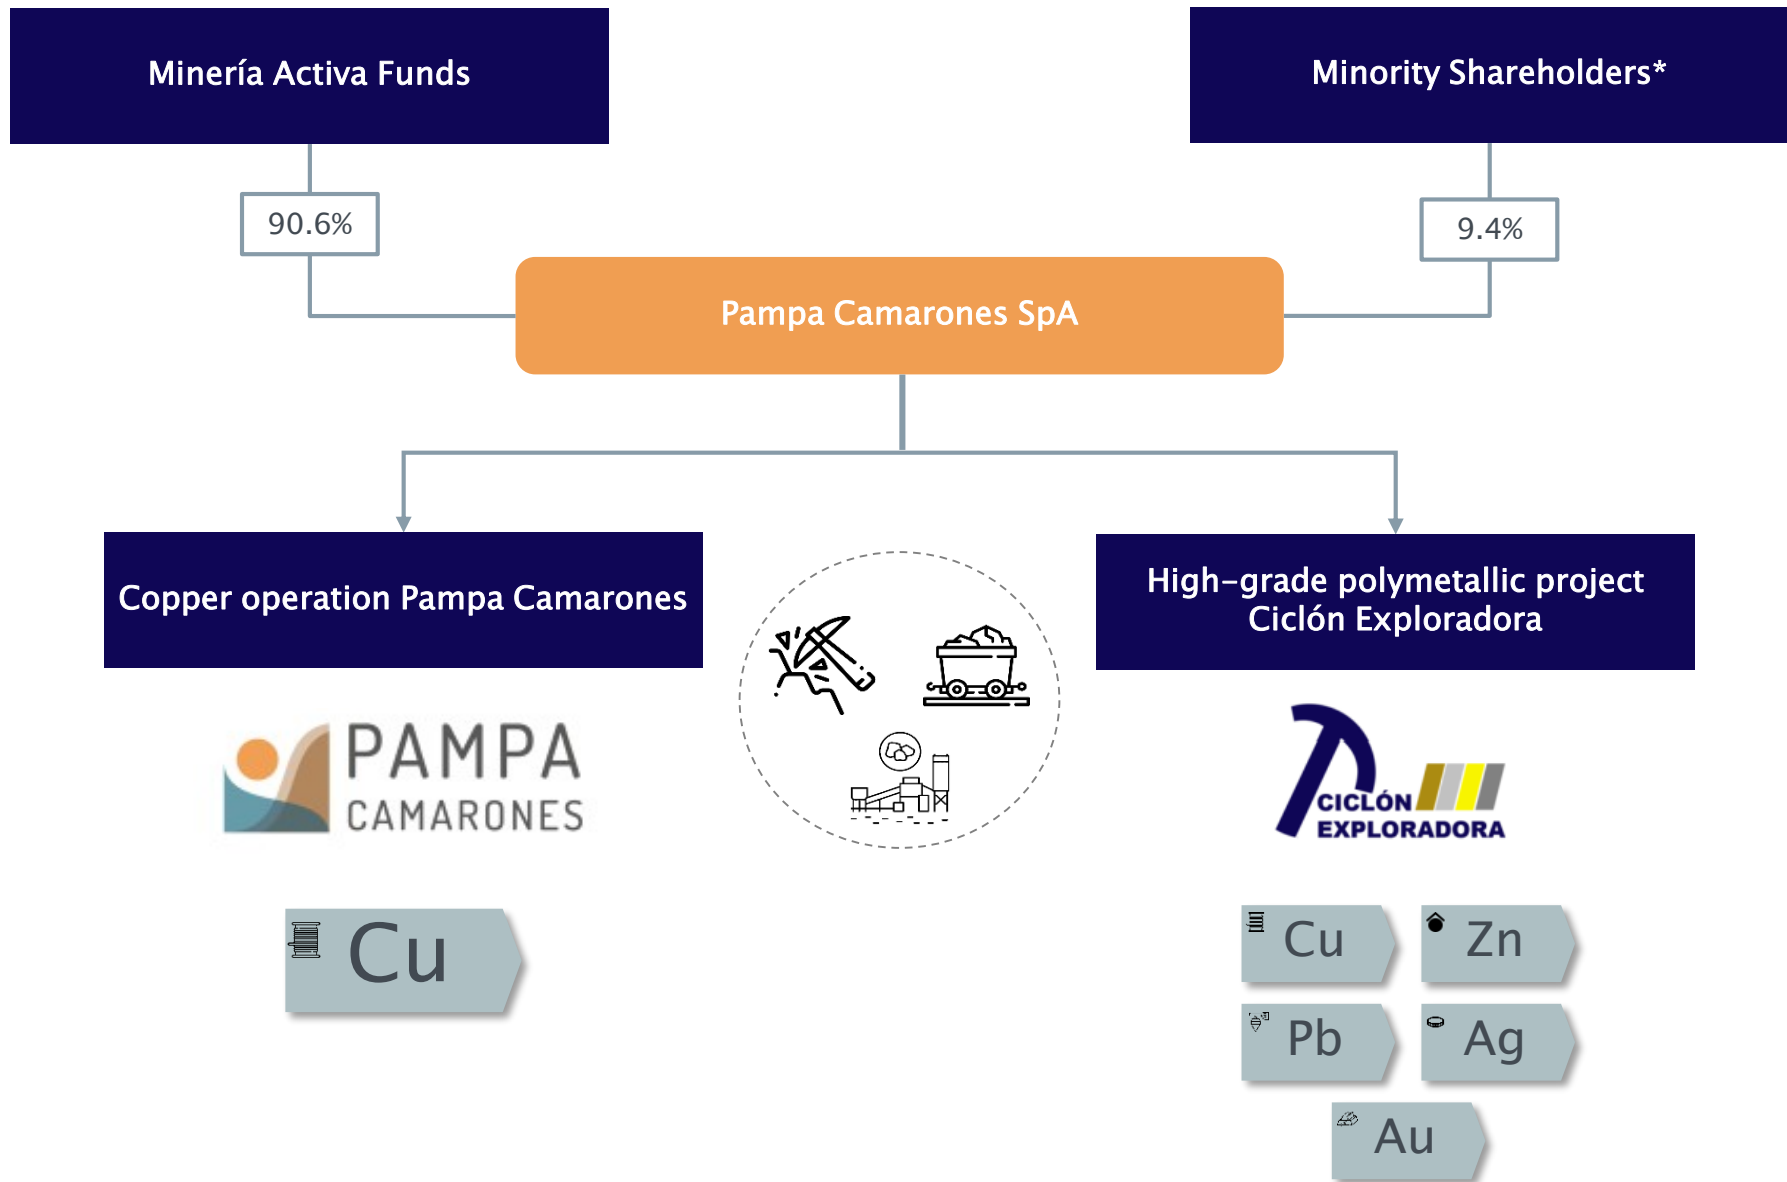 Minería Activa Funds
Minority Shareholders*
90.6%
9.4%
Pampa Camarones SpA
Copper operation Pampa Camarones
High-grade polymetallic project
Ciclón Exploradora
PAMPA
CAMARONES
CICLÓN
EXPLORADORA
Cu
Cu
Zn
Pb
Ag
Au